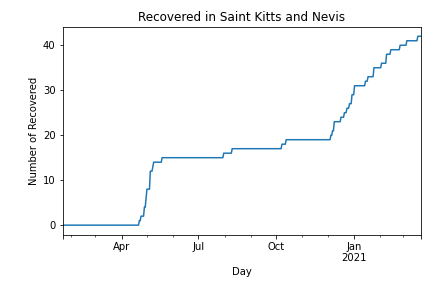 Recovered in Saint Kitts and Nevis
Number of Recovered
40
30
20
10
0
Apr
Jul
Oct
Jan
2021
Day